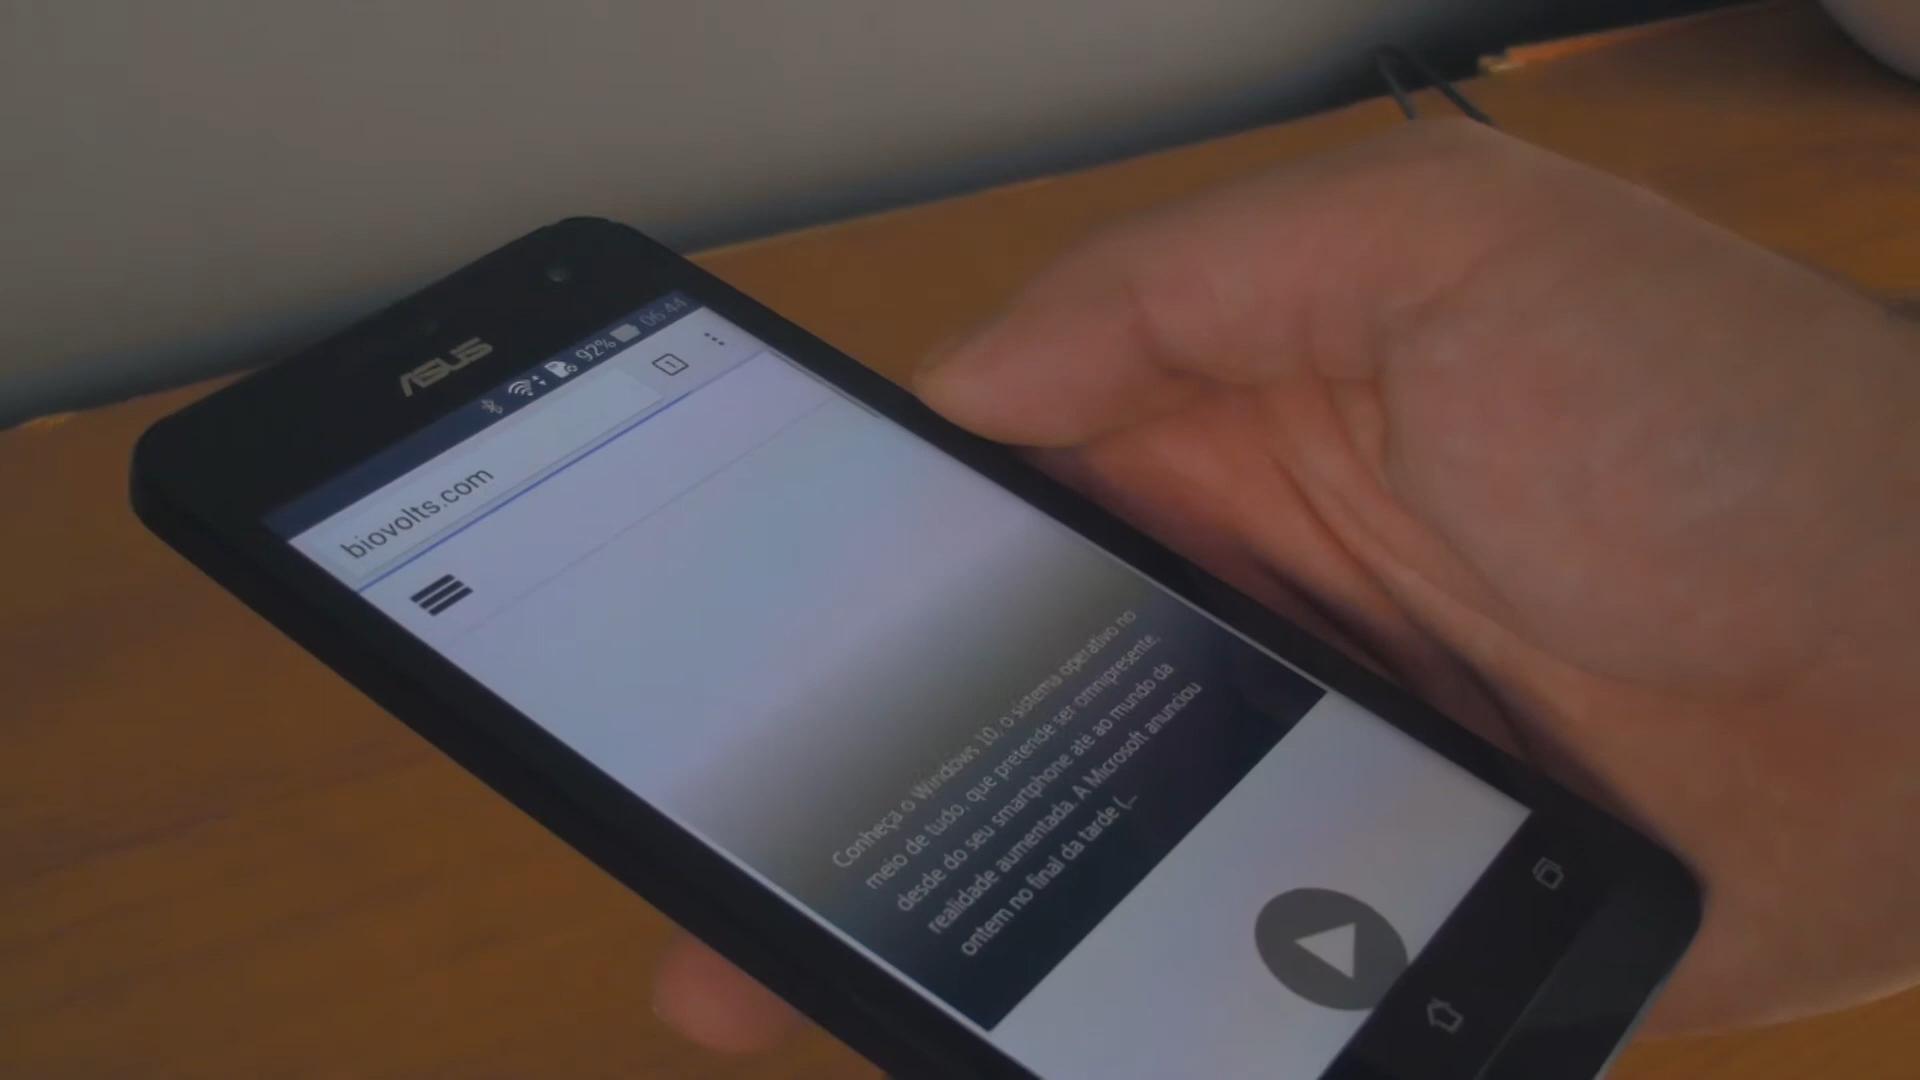 ASUS
92% 06:44
biovolts.com
1
Conheça o Windows 10, o sistema operativo no
meio de tudo, que pretende ser omnipresente,
desde do seu smartphone até ao mundo da
realidade aumentada. A Microsoft anunciou
ontem no final da tarde (...